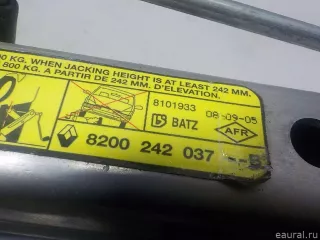 00 KG. WHEN JACKING HEIGHT IS AT LEAST 242 MM.
800 KG. A PARTIR DE 242 MM. D'ELEVATION.
8101933 08-09-05
BATZ AFR
8200 242 037 --B
eaural.ru